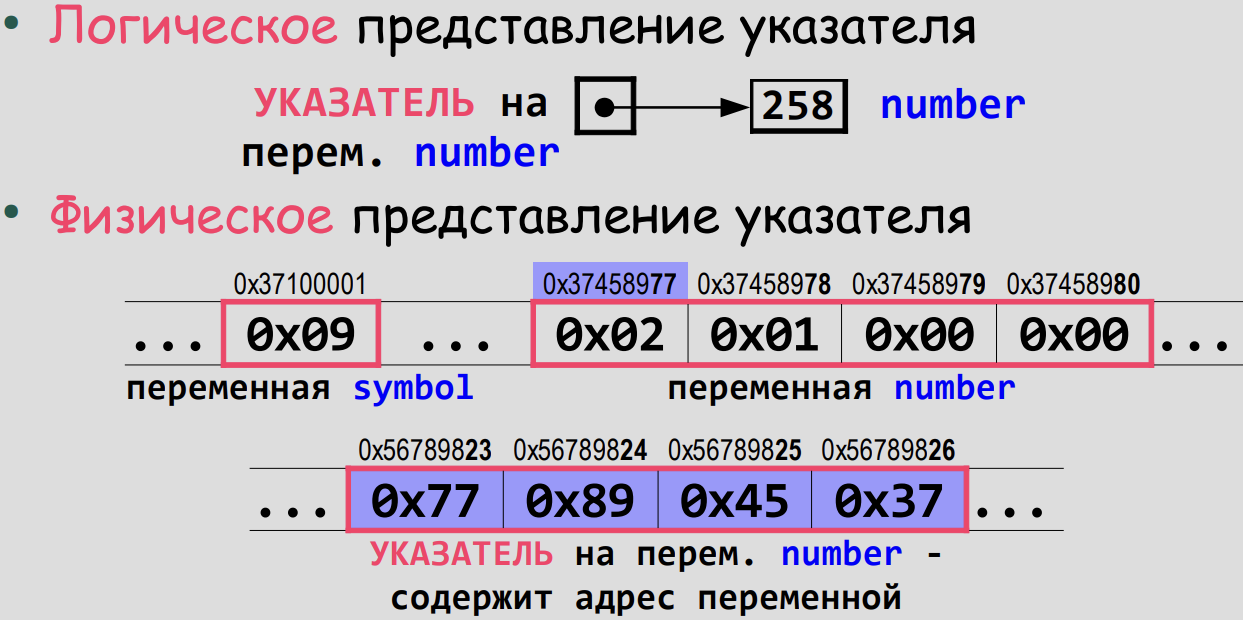 • Логическое представление указателя
УКАЗАТЕЛЬ на 258 number
перем. number
• Физическое представление указателя
0x37100001 0x37458977 0x37458978 0x37458979 0x37458980
... 0x09 ... 0x02 0x01 0x00 0x00 ...
переменная symbol переменная number
0x56789823 0x56789824 0x56789825 0x56789826
... 0x77 0x89 0x45 0x37 ...
УКАЗАТЕЛЬ на перем. number -
содержит адрес переменной